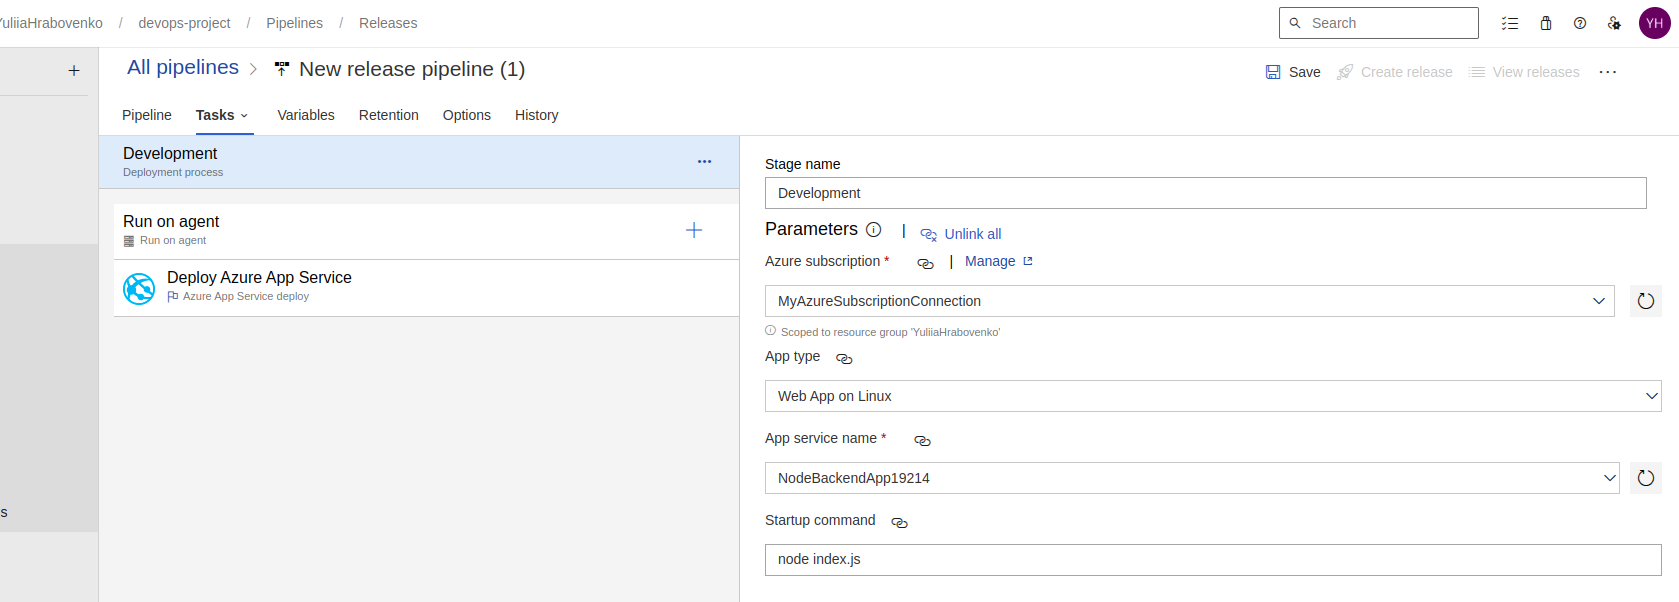 YuliiaHrabovenko / devops-project / Pipelines / Releases
Search
YH
All pipelines > New release pipeline (1)
Save Create release View releases ...
Pipeline Tasks Variables Retention Options History
Development
Deployment process
Run on agent
Run on agent
Deploy Azure App Service
Azure App Service deploy
s
Stage name
Development
Parameters | Unlink all
Azure subscription * | Manage
MyAzureSubscriptionConnection
Scoped to resource group 'YuliiaHrabovenko'
App type
Web App on Linux
App service name *
NodeBackendApp19214
Startup command
node index.js